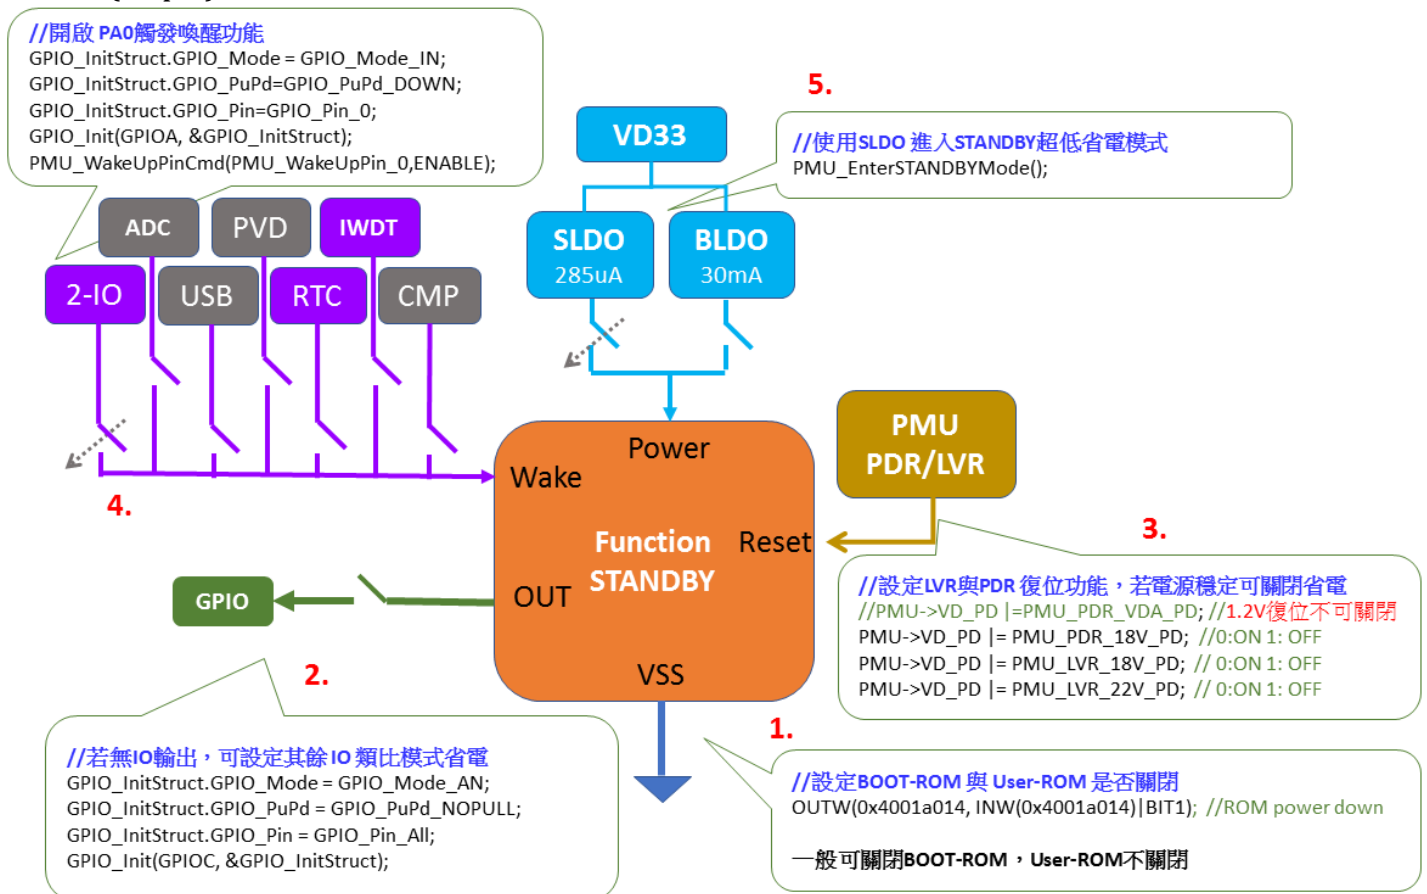 //開啟 PA0觸發喚醒功能
GPIO_InitStruct.GPIO_Mode = GPIO_Mode_IN;
GPIO_InitStruct.GPIO_PuPd=GPIO_PuPd_DOWN;
GPIO_InitStruct.GPIO_Pin=GPIO_Pin_0;
GPIO_Init(GPIOA, &GPIO_InitStruct);
PMU_WakeUpPinCmd(PMU_WakeUpPin_0,ENABLE);
5.
VD33
//使用SLDO 進入STANDBY超低省電模式
PMU_EnterSTANDBYMode();
ADC
PVD
IWDT
2-IO
USB
RTC
CMP
SLDO
285uA
BLDO
30mA
PMU
PDR/LVR
Power
Wake
4.
Function
STANDBY
Reset
OUT
VSS
GPIO
3.
//設定LVR與PDR 復位功能，若電源穩定可關閉省電
//PMU->VD_PD |=PMU_PDR_VDA_PD; //1.2V復位不可關閉
PMU->VD_PD |= PMU_PDR_18V_PD; //0:ON 1: OFF
PMU->VD_PD |= PMU_LVR_18V_PD; // 0:ON 1: OFF
PMU->VD_PD |= PMU_LVR_22V_PD; // 0:ON 1: OFF
2.
//若無IO輸出，可設定其餘 IO 類比模式省電
GPIO_InitStruct.GPIO_Mode = GPIO_Mode_AN;
GPIO_InitStruct.GPIO_PuPd = GPIO_PuPd_NOPULL;
GPIO_InitStruct.GPIO_Pin = GPIO_Pin_All;
GPIO_Init(GPIOC, &GPIO_InitStruct);
1.
//設定BOOT-ROM 與 User-ROM 是否關閉
OUTW(0x4001a014, INW(0x4001a014)|BIT1); //ROM power down
一般可關閉BOOT-ROM，User-ROM不關閉